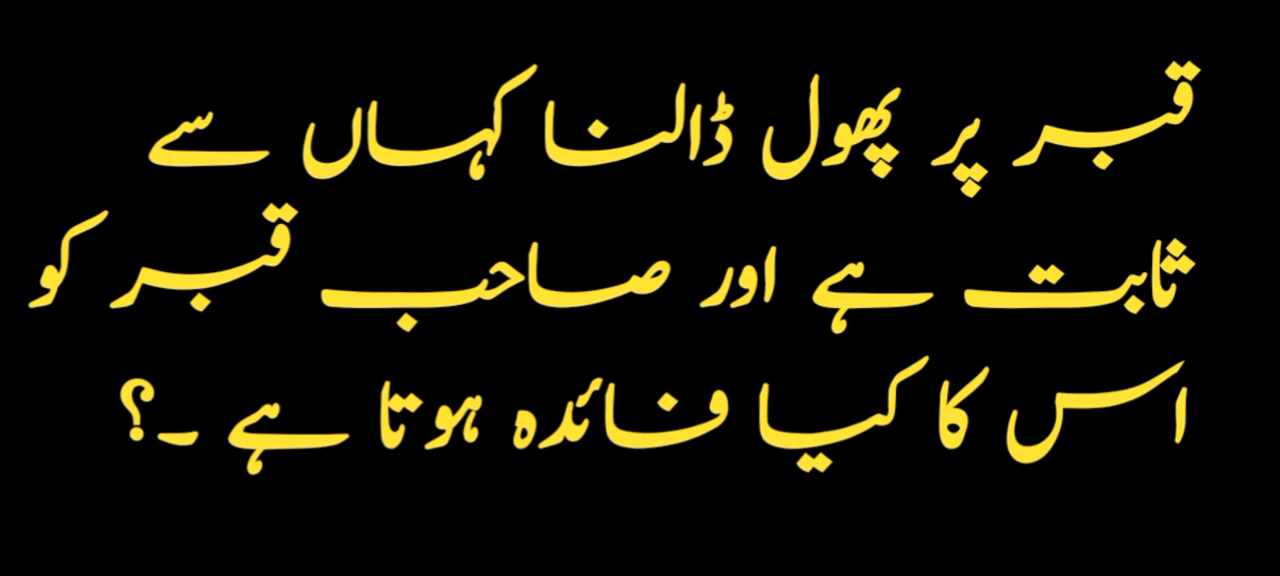 قبر پر پھول ڈالنا کہاں سے
ثابت ہے اور صاحب قبر کو
اس کا کیا فائدہ ہوتا ہے ۔؟